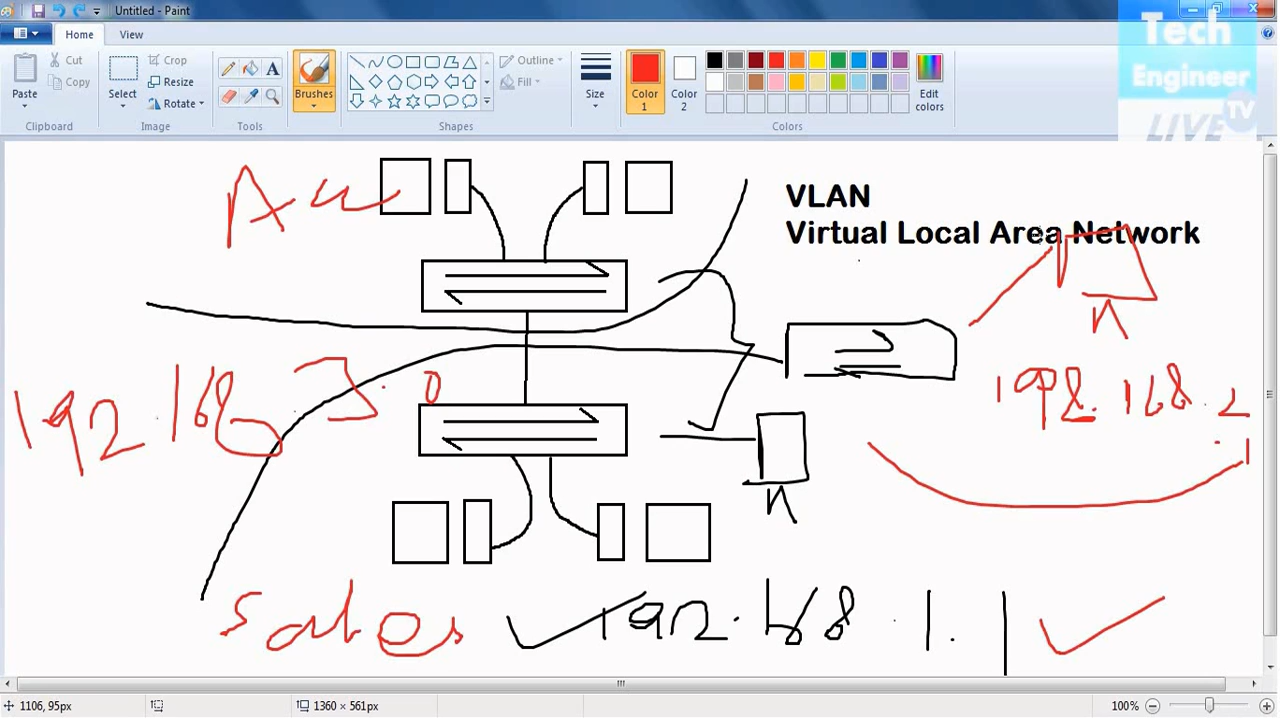 Untitled - Paint
Tech
Engineer
LIVE TV
Home View
Paste
Cut
Copy
Clipboard
Select
Crop
Resize
Rotate
Image
A
Tools
Brushes
Outline
Fill
Shapes
Size
Color
1
Color
2
Edit
colors
Colors
VLAN
Virtual Local Area Network
192 168 3.0
198.168.2
.1
Sales
192.168.1.1
1106, 95px
1360 × 561px
100%